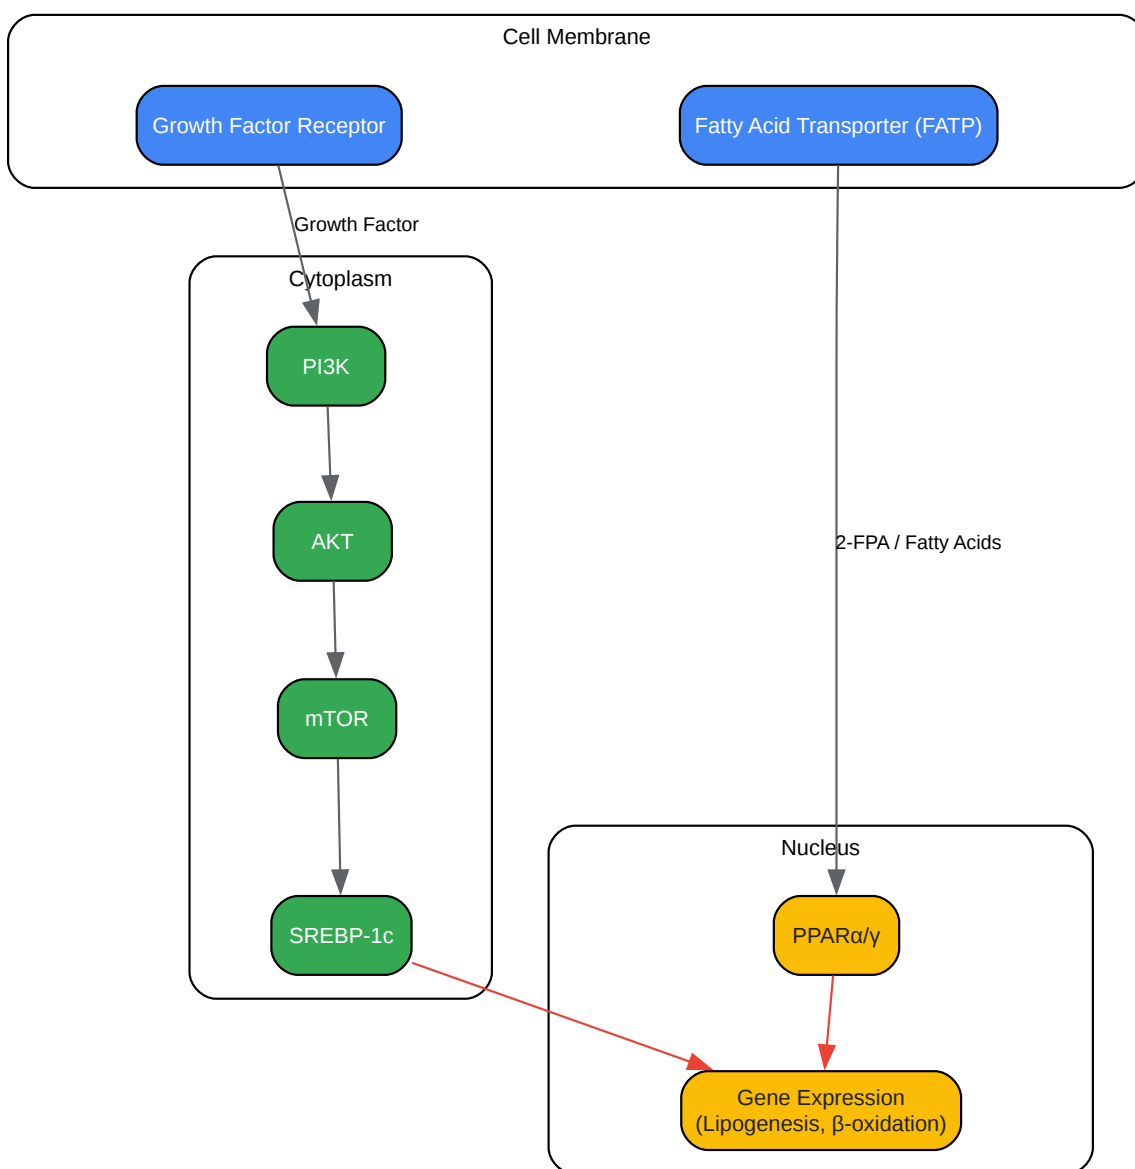 Cell Membrane
Growth Factor Receptor
Fatty Acid Transporter (FATP)
Growth Factor
Cytoplasm
PI3K
AKT
2-FPA / Fatty Acids
mTOR
Nucleus
SREBP-1c
PPARα/γ
Gene Expression
(Lipogenesis, β-oxidation)